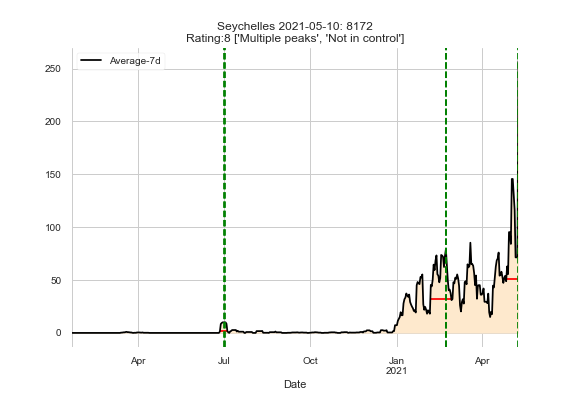 Seychelles 2021-05-10: 8172
Rating:8 ['Multiple peaks', 'Not in control']
Average-7d
250
200
150
100
50
0
Apr
Jul
Oct
Jan
2021
Apr
Date